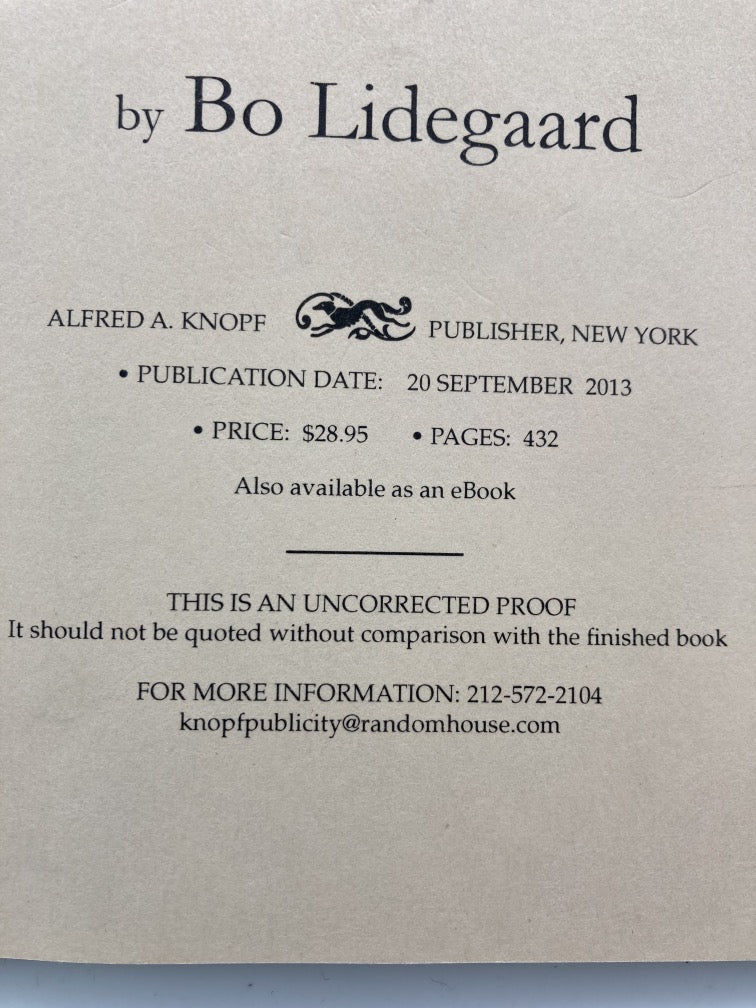 by Bo Lidegaard
ALFRED A. KNOPF PUBLISHER, NEW YORK
• PUBLICATION DATE: 20 SEPTEMBER 2013
• PRICE: $28.95 • PAGES: 432
Also available as an eBook
THIS IS AN UNCORRECTED PROOF
It should not be quoted without comparison with the finished book
FOR MORE INFORMATION: 212-572-2104
knopfpublicity@randomhouse.com